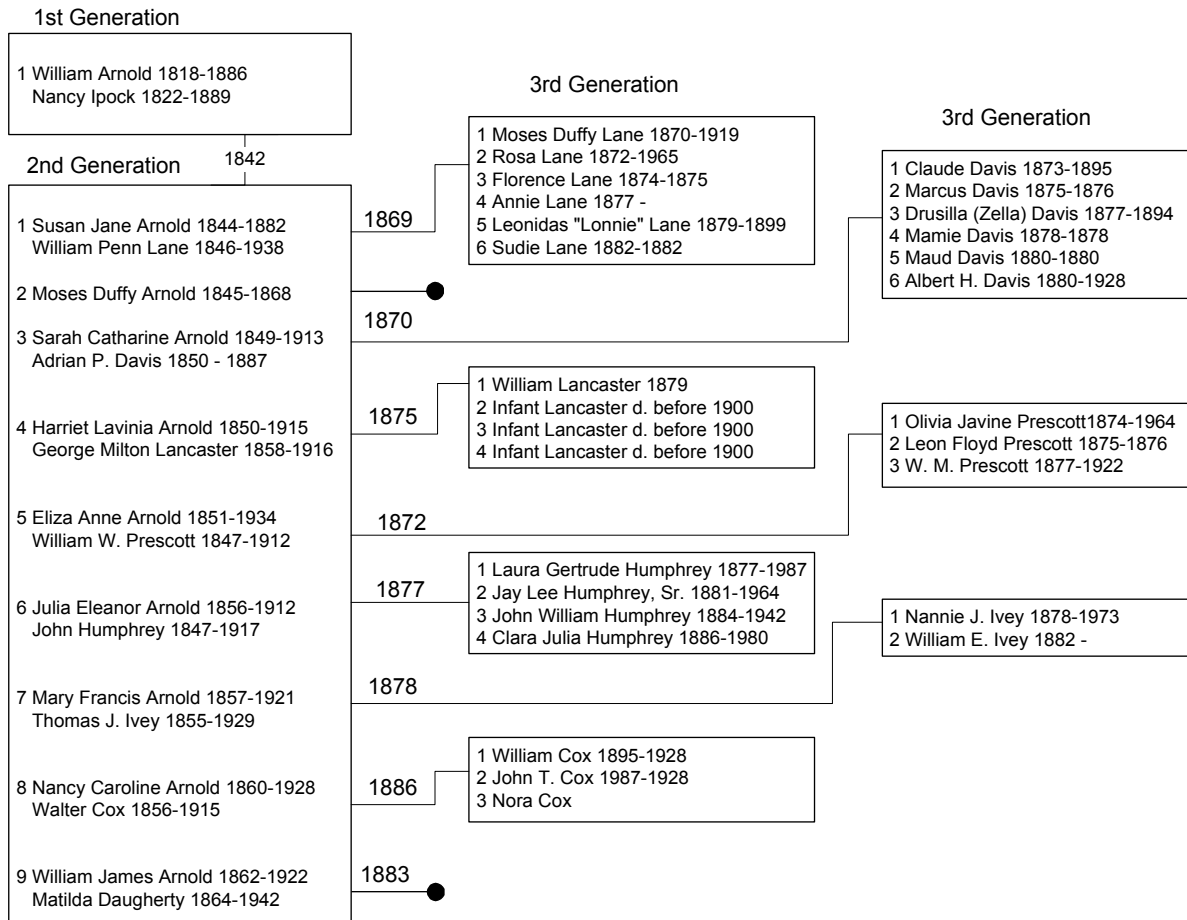 1st Generation
1 William Arnold 1818-1886
Nancy Ipock 1822-1889
1842
2nd Generation
1 Susan Jane Arnold 1844-1882
William Penn Lane 1846-1938
2 Moses Duffy Arnold 1845-1868
3 Sarah Catharine Arnold 1849-1913
Adrian P. Davis 1850 - 1887
4 Harriet Lavinia Arnold 1850-1915
George Milton Lancaster 1858-1916
5 Eliza Anne Arnold 1851-1934
William W. Prescott 1847-1912
6 Julia Eleanor Arnold 1856-1912
John Humphrey 1847-1917
7 Mary Francis Arnold 1857-1921
Thomas J. Ivey 1855-1929
8 Nancy Caroline Arnold 1860-1928
Walter Cox 1856-1915
9 William James Arnold 1862-1922
Matilda Daugherty 1864-1942
1869
1870
1875
1872
1877
1878
1886
1883
3rd Generation
1 Moses Duffy Lane 1870-1919
2 Rosa Lane 1872-1965
3 Florence Lane 1874-1875
4 Annie Lane 1877 -
5 Leonidas "Lonnie" Lane 1879-1899
6 Sudie Lane 1882-1882
1 William Lancaster 1879
2 Infant Lancaster d. before 1900
3 Infant Lancaster d. before 1900
4 Infant Lancaster d. before 1900
1 Laura Gertrude Humphrey 1877-1987
2 Jay Lee Humphrey, Sr. 1881-1964
3 John William Humphrey 1884-1942
4 Clara Julia Humphrey 1886-1980
1 William Cox 1895-1928
2 John T. Cox 1987-1928
3 Nora Cox
3rd Generation
1 Claude Davis 1873-1895
2 Marcus Davis 1875-1876
3 Drusilla (Zella) Davis 1877-1894
4 Mamie Davis 1878-1878
5 Maud Davis 1880-1880
6 Albert H. Davis 1880-1928
1 Olivia Javine Prescott1874-1964
2 Leon Floyd Prescott 1875-1876
3 W. M. Prescott 1877-1922
1 Nannie J. Ivey 1878-1973
2 William E. Ivey 1882 -